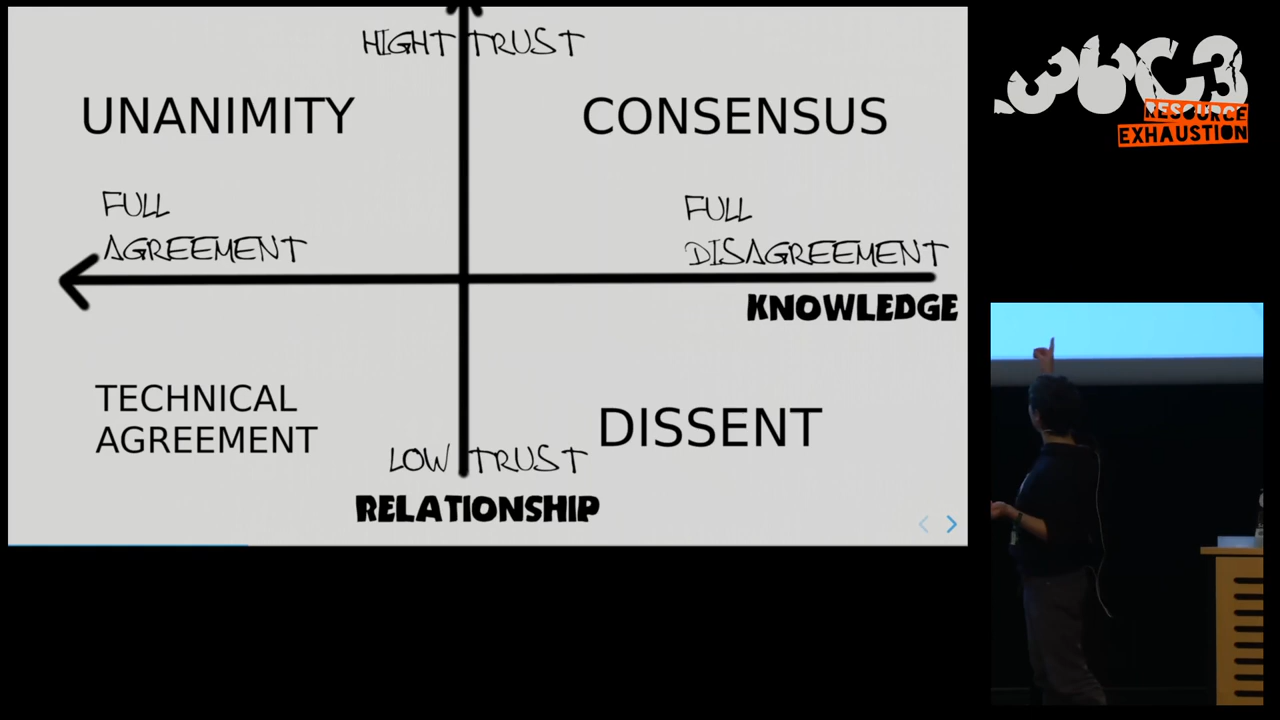 HIGHT TRUST
UNANIMITY
CONSENSUS
FULL
AGREEMENT
FULL
DISAGREEMENT
KNOWLEDGE
TECHNICAL
AGREEMENT
DISSENT
LOW TRUST
RELATIONSHIP
36C3
RESOURCE
EXHAUSTION